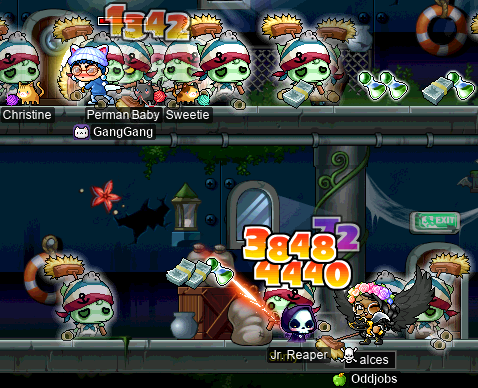 1342
Christine
Perman Baby Sweetie
GangGang
EXIT
72
3848
4440
Jr. Reaper
alces
Oddjobs